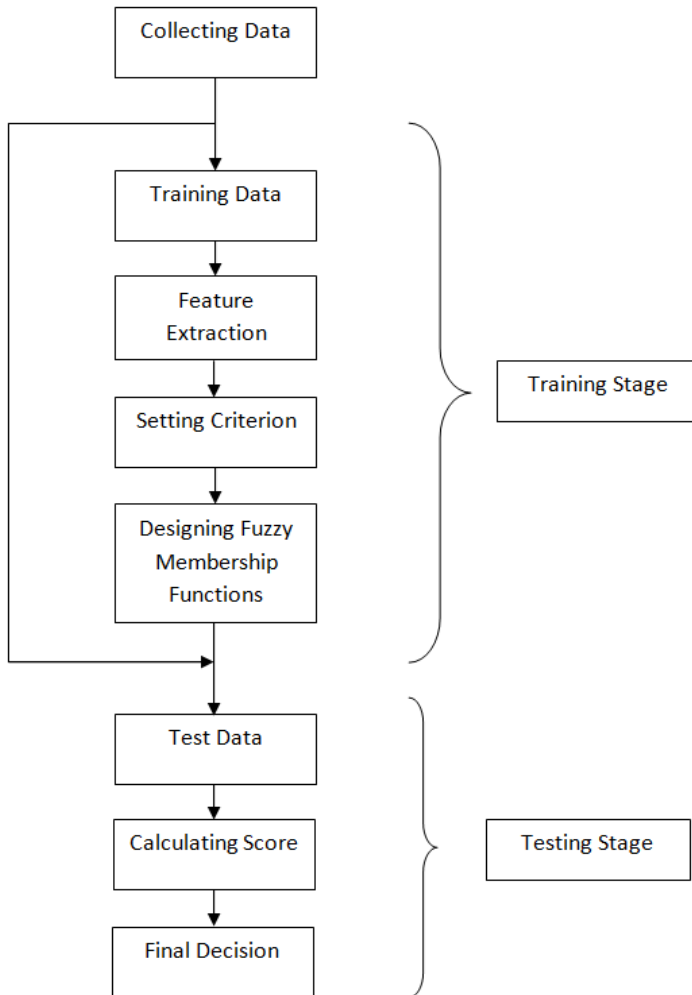 Collecting Data
Training Data
Feature
Extraction
Setting Criterion
Designing Fuzzy
Membership
Functions
Training Stage
Test Data
Calculating Score
Final Decision
Testing Stage